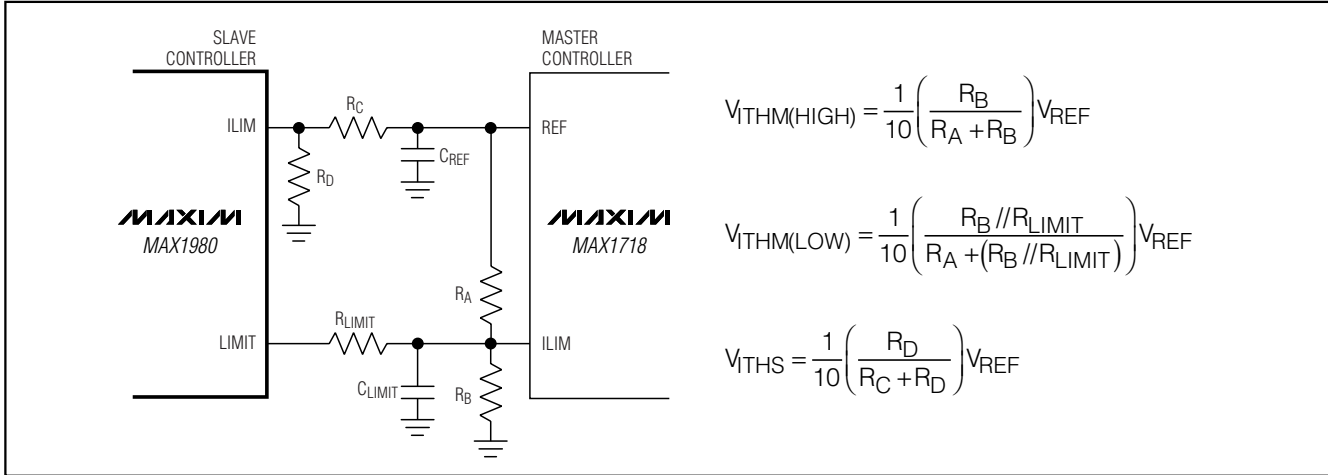 SLAVE
CONTROLLER
MASTER
CONTROLLER
ILIM
R_C
REF
C_REF
R_D
MAXIM
MAX1980
MAXIM
MAX1718
R_A
LIMIT
R_LIMIT
ILIM
C_LIMIT
R_B
V_ITHM(HIGH) = 1/10 (R_B / (R_A + R_B)) V_REF
V_ITHM(LOW) = 1/10 (R_B // R_LIMIT / (R_A + (R_B // R_LIMIT))) V_REF
V_ITHS = 1/10 (R_D / (R_C + R_D)) V_REF